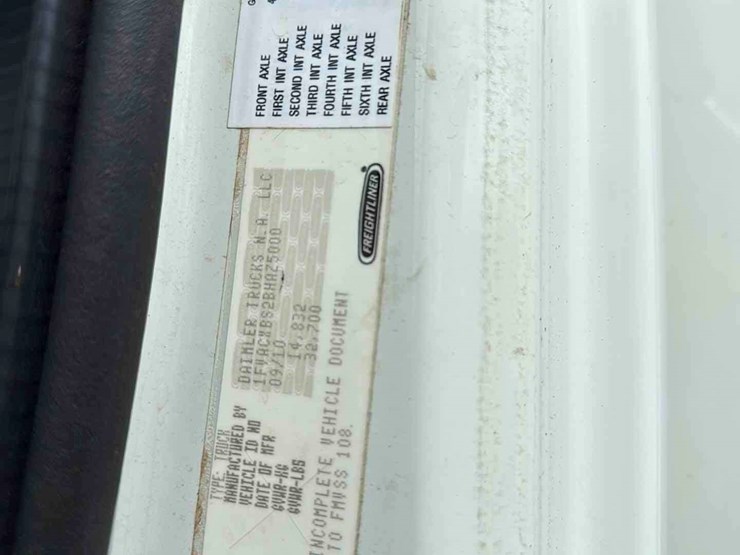 FRONT AXLE
FIRST INT AXLE
SECOND INT AXLE
THIRD INT AXLE
FOURTH INT AXLE
FIFTH INT AXLE
SIXTH INT AXLE
REAR AXLE
TYPE: TRUCK
MANUFACTURED BY DAIMLER TRUCKS N.A. LLC
VEHICLE ID NO 1FVACXBS2BHAZ5000
DATE OF MFR 09/10
GVWR-KG 14,832
GVWR-LBS 32,700
INCOMPLETE VEHICLE DOCUMENT
TO FMVSS 108.
FREIGHTLINER